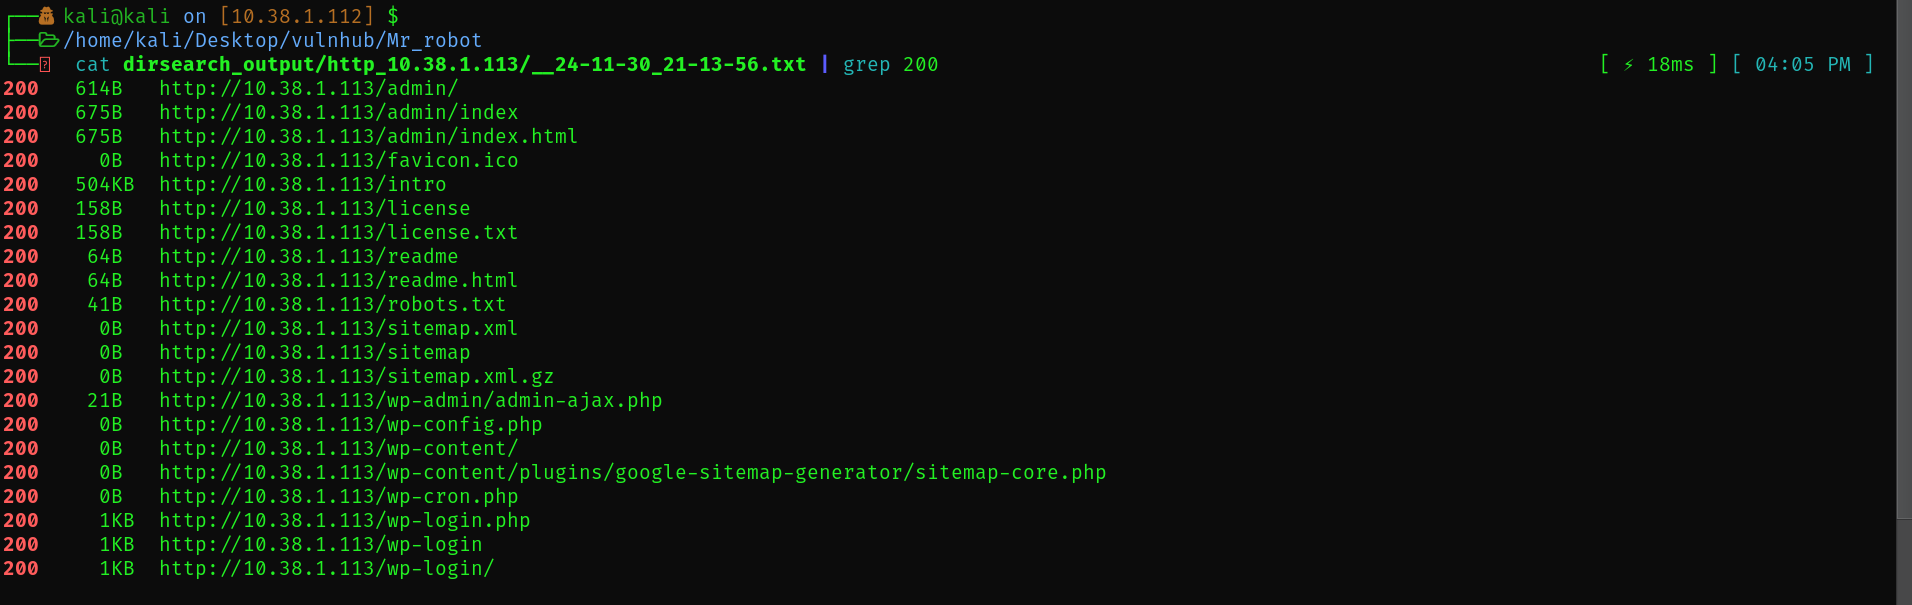 kali@kali on [10.38.1.112] $
/home/kali/Desktop/vulnhub/Mr_robot
cat dirsearch_output/http_10.38.1.113/__24-11-30_21-13-56.txt | grep 200 [ ⚡ 18ms ] [ 04:05 PM ]
200 614B http://10.38.1.113/admin/
200 675B http://10.38.1.113/admin/index
200 675B http://10.38.1.113/admin/index.html
200 0B http://10.38.1.113/favicon.ico
200 504KB http://10.38.1.113/intro
200 158B http://10.38.1.113/license
200 158B http://10.38.1.113/license.txt
200 64B http://10.38.1.113/readme
200 64B http://10.38.1.113/readme.html
200 41B http://10.38.1.113/robots.txt
200 0B http://10.38.1.113/sitemap.xml
200 0B http://10.38.1.113/sitemap
200 0B http://10.38.1.113/sitemap.xml.gz
200 21B http://10.38.1.113/wp-admin/admin-ajax.php
200 0B http://10.38.1.113/wp-config.php
200 0B http://10.38.1.113/wp-content/
200 0B http://10.38.1.113/wp-content/plugins/google-sitemap-generator/sitemap-core.php
200 0B http://10.38.1.113/wp-cron.php
200 1KB http://10.38.1.113/wp-login.php
200 1KB http://10.38.1.113/wp-login
200 1KB http://10.38.1.113/wp-login/